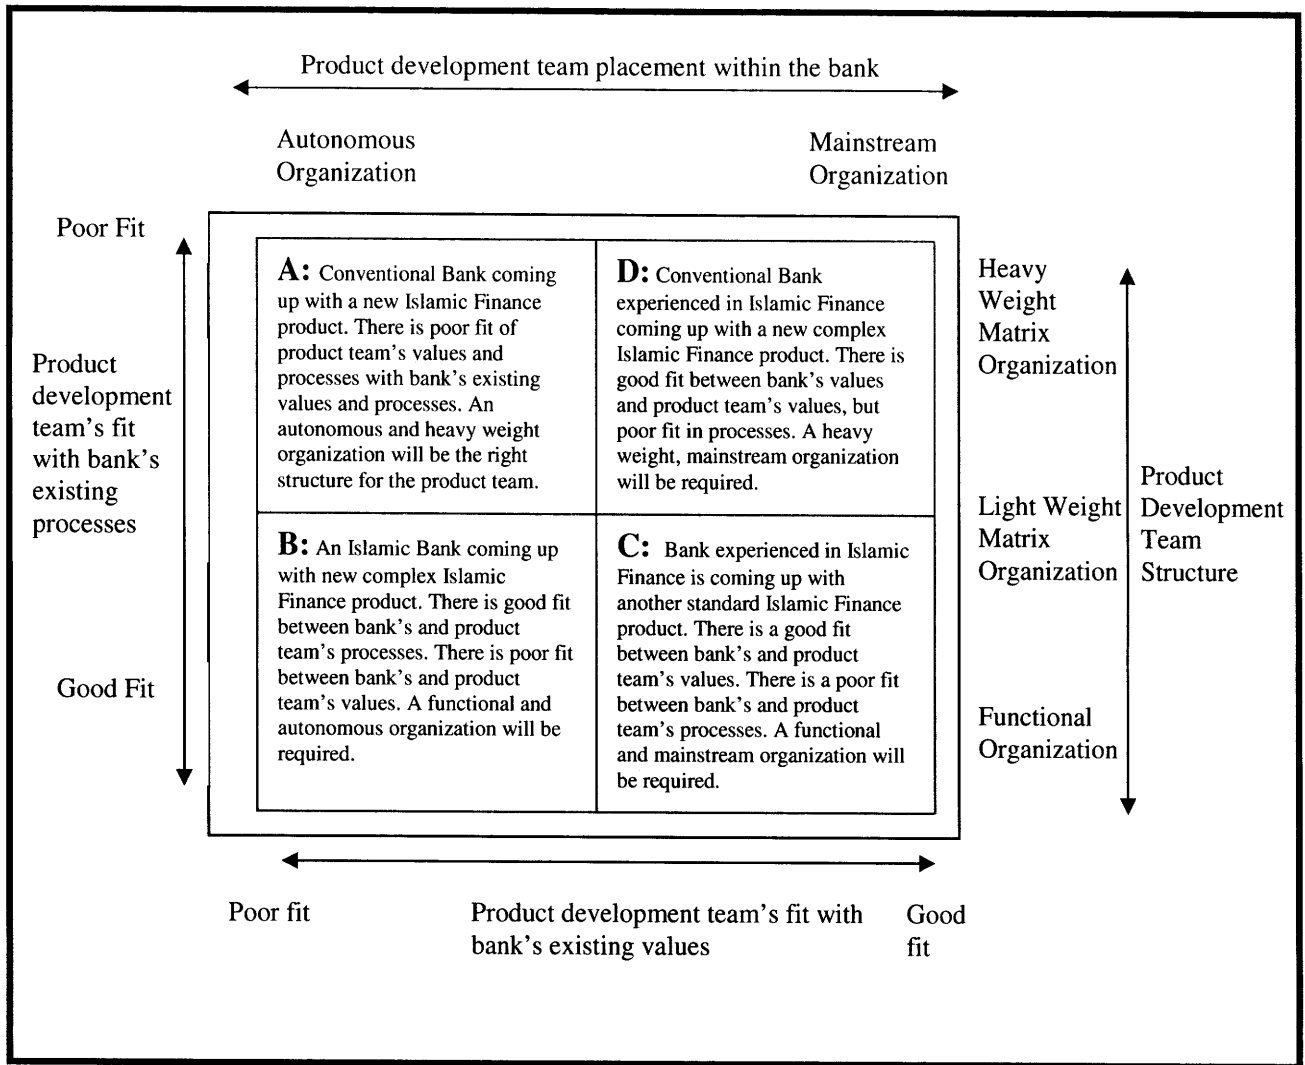 Product development team placement within the bank
Autonomous
Organization
Mainstream
Organization
Poor Fit
Product
development
team's fit
with bank's
existing
processes
Good Fit
A: Conventional Bank coming
up with a new Islamic Finance
product. There is poor fit of
product team's values and
processes with bank's existing
values and processes. An
autonomous and heavy weight
organization will be the right
structure for the product team.
D: Conventional Bank
experienced in Islamic Finance
coming up with a new complex
Islamic Finance product. There is
good fit between bank's values
and product team's values, but
poor fit in processes. A heavy
weight, mainstream organization
will be required.
B: An Islamic Bank coming up
with new complex Islamic
Finance product. There is good fit
between bank's and product
team's processes. There is poor fit
between bank's and product
team's values. A functional and
autonomous organization will be
required.
C: Bank experienced in Islamic
Finance is coming up with
another standard Islamic Finance
product. There is a good fit
between bank's and product
team's values. There is a poor fit
between bank's and product
team's processes. A functional
and mainstream organization will
be required.
Heavy
Weight
Matrix
Organization
Light Weight
Matrix
Organization
Functional
Organization
Product
Development
Team
Structure
Poor fit
Product development team's fit with
bank's existing values
Good
fit